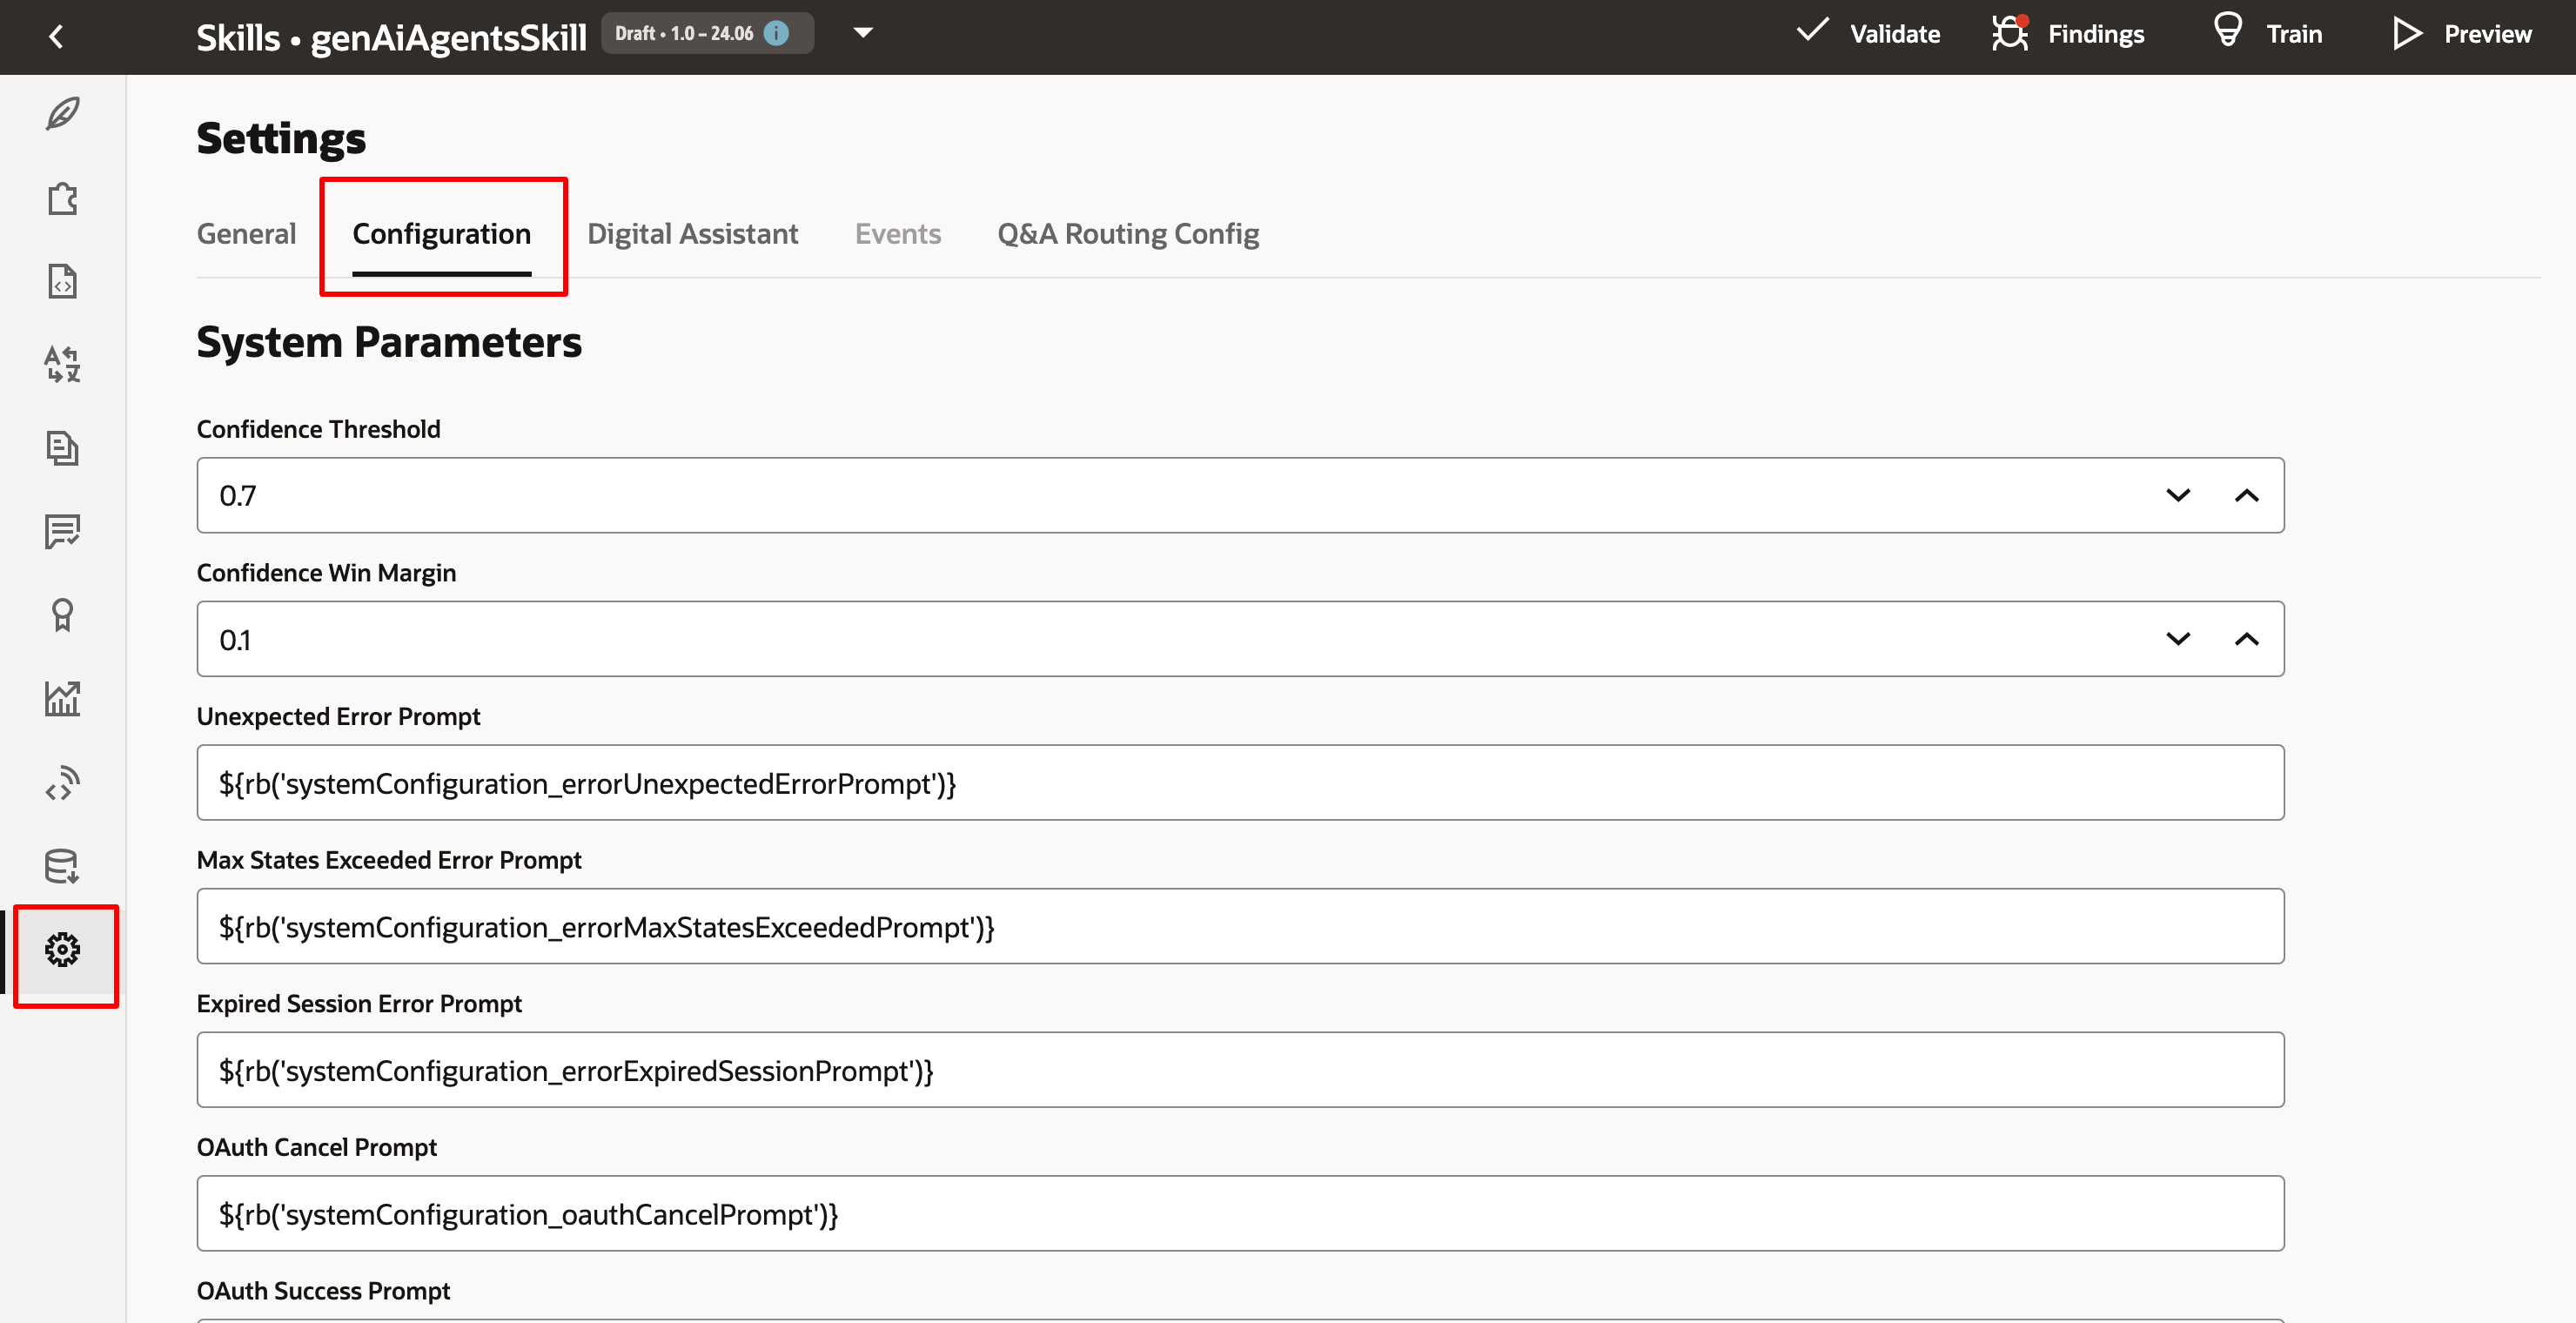 Skills • genAiAgentsSkill Draft • 1.0 – 24.06 i Validate Findings Train Preview
Settings
General Configuration Digital Assistant Events Q&A Routing Config
System Parameters
Confidence Threshold
0.7
Confidence Win Margin
0.1
Unexpected Error Prompt
${rb('systemConfiguration_errorUnexpectedErrorPrompt')}
Max States Exceeded Error Prompt
${rb('systemConfiguration_errorMaxStatesExceededPrompt')}
Expired Session Error Prompt
${rb('systemConfiguration_errorExpiredSessionPrompt')}
OAuth Cancel Prompt
${rb('systemConfiguration_oauthCancelPrompt')}
OAuth Success Prompt